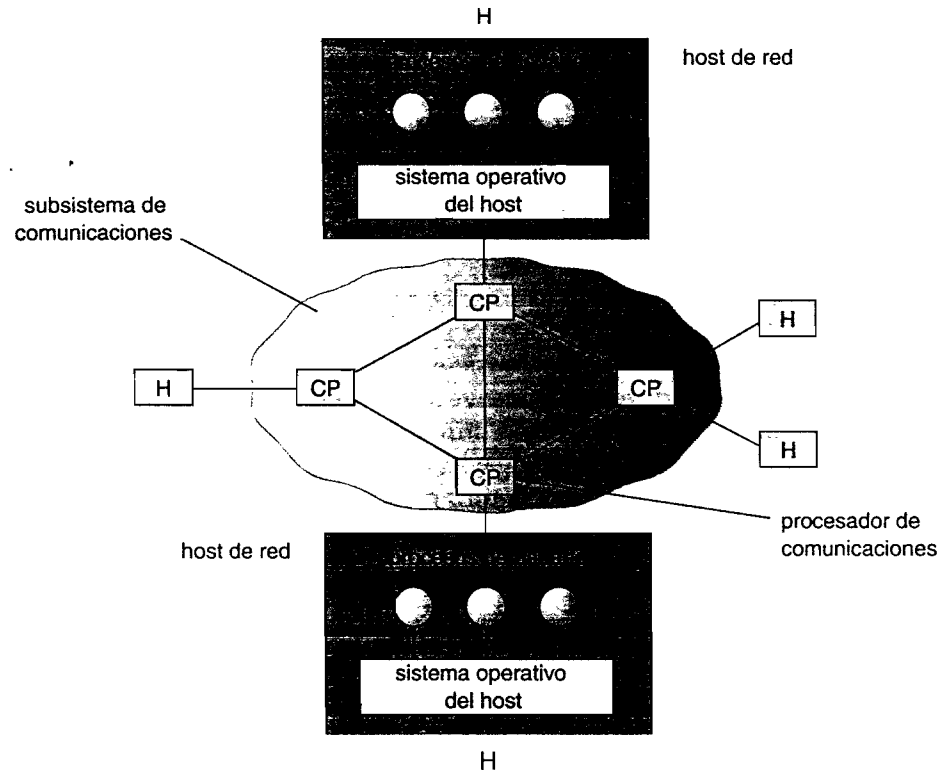 H
host de red
sistema operativo
del host
subsistema de
comunicaciones
CP
H
H
CP
CP
H
CP
procesador de
comunicaciones
host de red
sistema operativo
del host
H